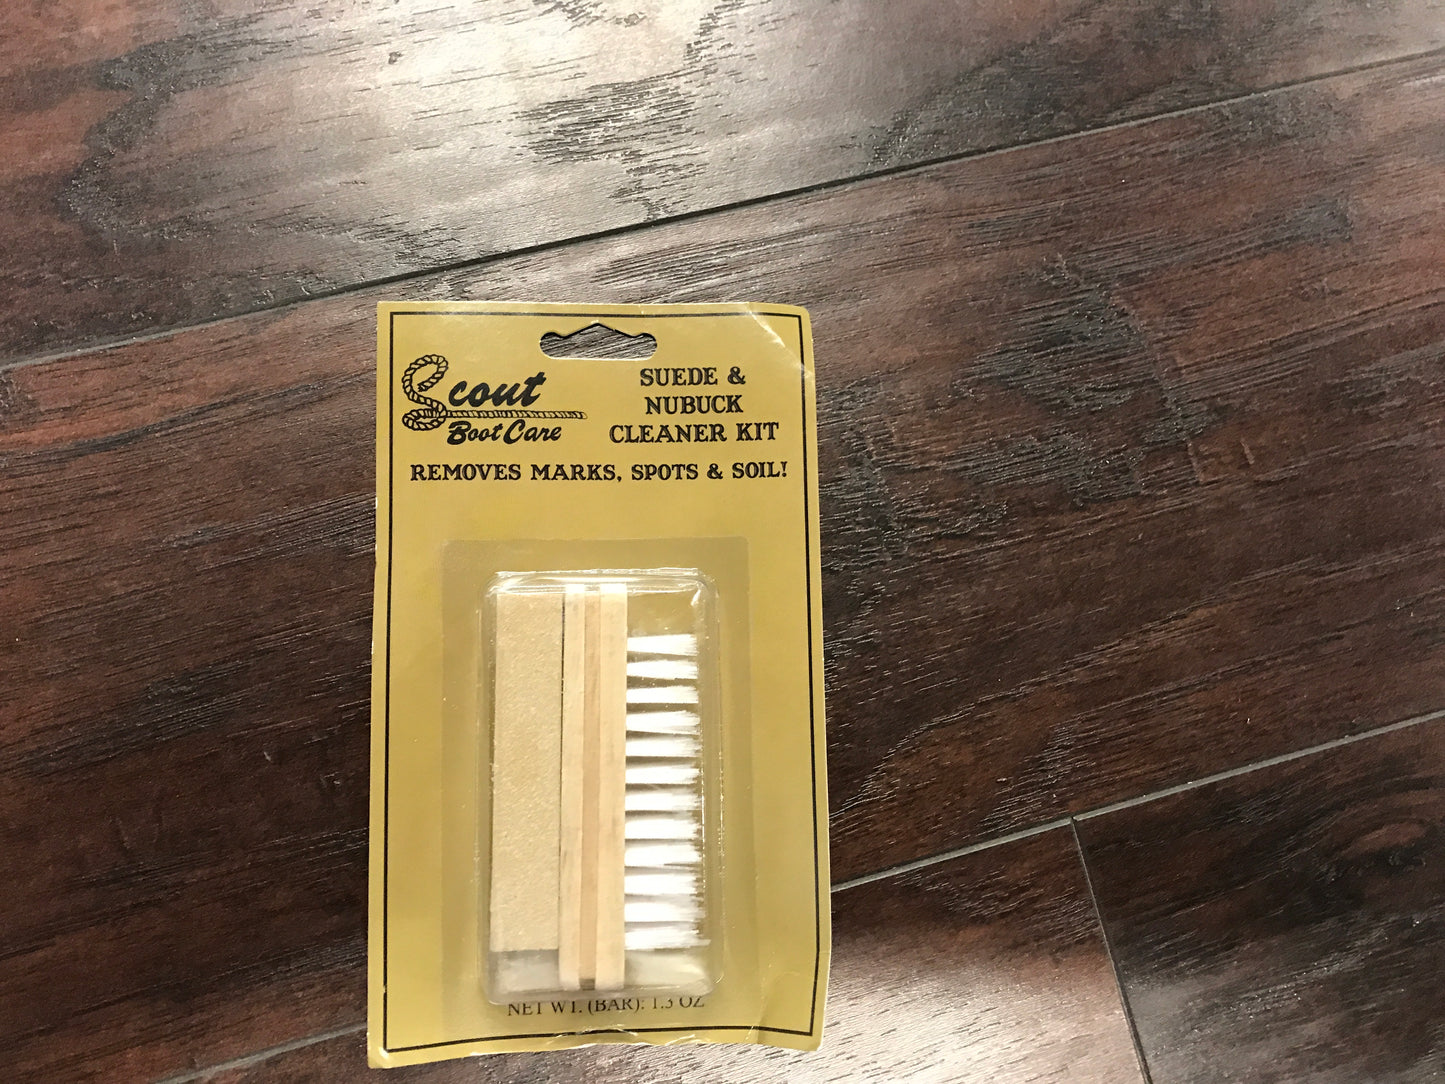 Scout
Boot Care
SUEDE &
NUBUCK
CLEANER KIT
REMOVES MARKS, SPOTS & SOIL!
NET WT. (BAR): 1.3 OZ